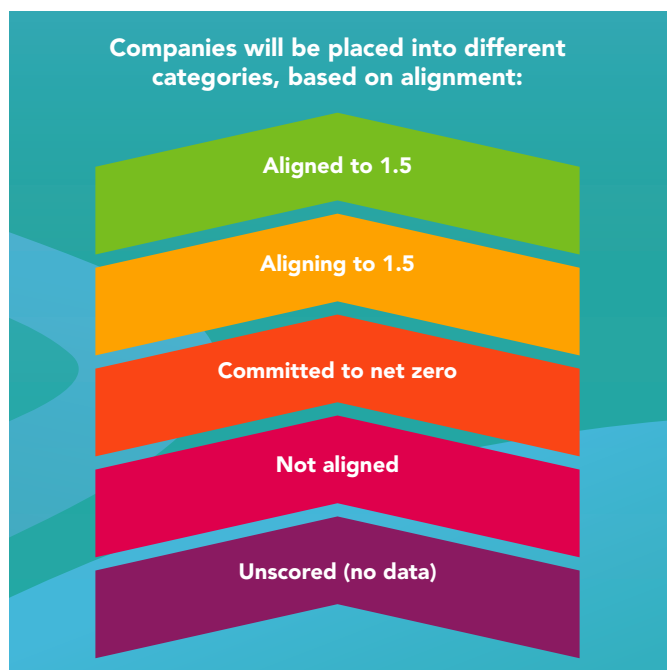 Companies will be placed into different
categories, based on alignment:
Aligned to 1.5
Aligning to 1.5
Committed to net zero
Not aligned
Unscored (no data)